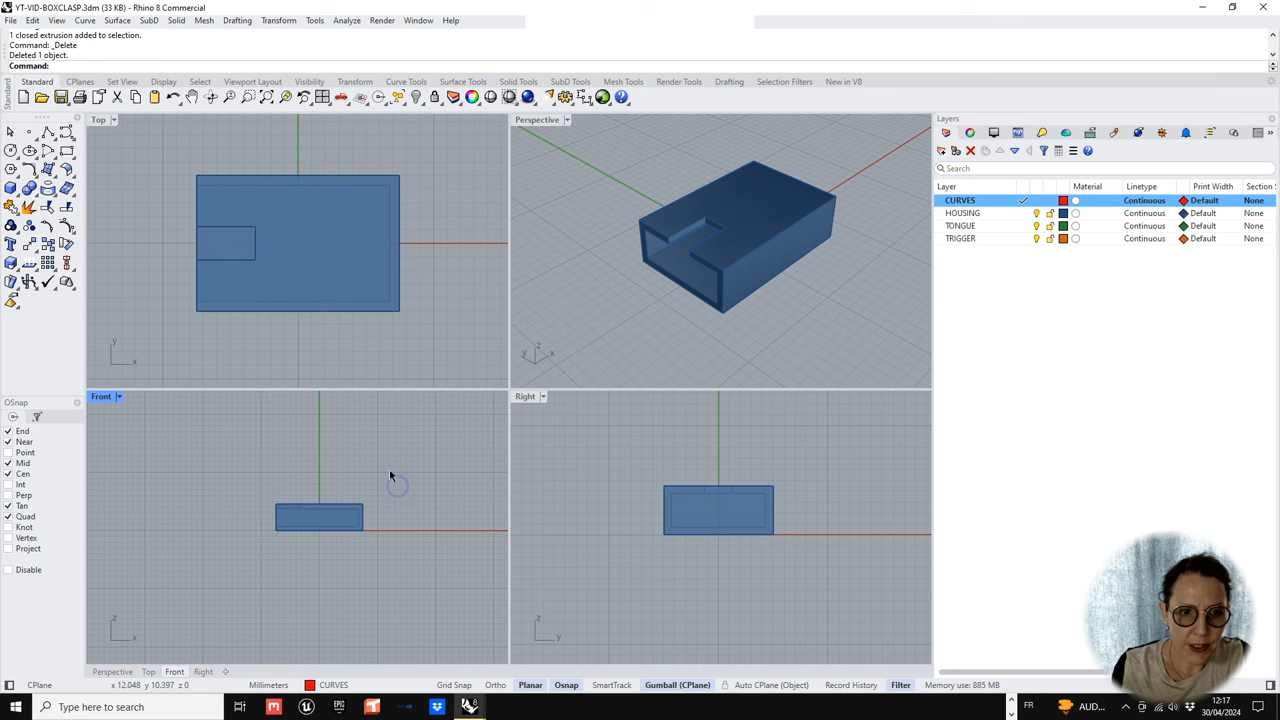 YT-VID-BOXCLASP.3dm (33 KB) - Rhino 8 Commercial
File Edit View Curve Surface SubD Solid Mesh Drafting Transform Tools Analyze Render Window Help
1 closed extrusion added to selection.
Command: _Delete
Deleted 1 object.
Command:
Standard CPlanes Set View Display Select Viewport Layout Visibility Transform Curve Tools Surface Tools Solid Tools SubD Tools Mesh Tools Render Tools Drafting Selection Filters New in V8
Standard
Top
Perspective
Layers
Search
Layer Material Linetype Print Width Section
CURVES Continuous Default None
HOUSING Continuous Default None
TONGUE Continuous Default None
TRIGGER Continuous Default None
y
x
z
y x
Front
Right
OSnap
End
Near
Point
Mid
Cen
Int
Perp
Tan
Quad
Knot
Vertex
Project
Disable
z
x
z
y
Perspective Top Front Right
CPlane x 12.048 y 10.397 z 0 Millimeters CURVES Grid Snap Ortho Planar Osnap SmartTrack Gumball (CPlane) Auto CPlane (Object) Record History Filter Memory use: 885 MB
Type here to search
AUD...
FR
12:17
30/04/2024